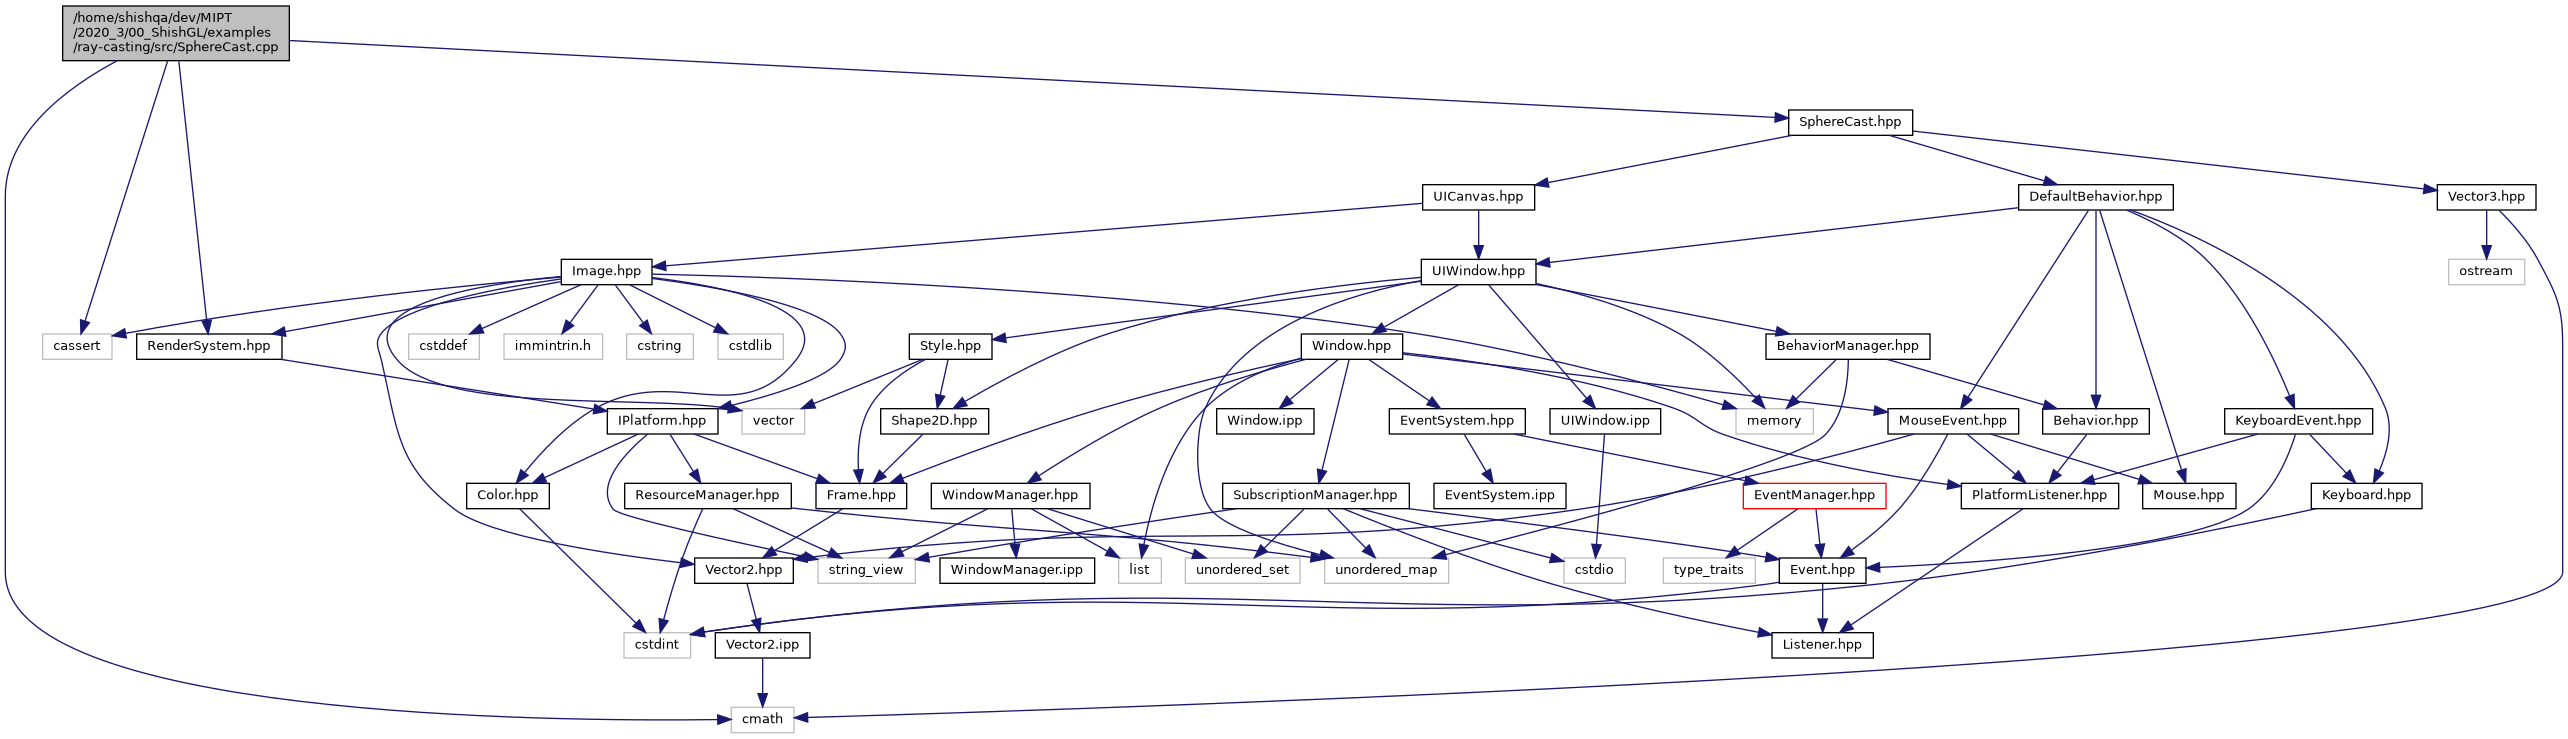 /home/shishqa/dev/MIPT
/2020_3/00_ShishGL/examples
/ray-casting/src/SphereCast.cpp
SphereCast.hpp
UICanvas.hpp
DefaultBehavior.hpp
Vector3.hpp
Image.hpp
UIWindow.hpp
ostream
cassert
RenderSystem.hpp
cstddef
immintrin.h
cstring
cstdlib
Style.hpp
Window.hpp
BehaviorManager.hpp
IPlatform.hpp
vector
Shape2D.hpp
Window.ipp
EventSystem.hpp
UIWindow.ipp
memory
MouseEvent.hpp
Behavior.hpp
KeyboardEvent.hpp
Color.hpp
ResourceManager.hpp
Frame.hpp
WindowManager.hpp
SubscriptionManager.hpp
EventSystem.ipp
EventManager.hpp
PlatformListener.hpp
Mouse.hpp
Keyboard.hpp
Vector2.hpp
string_view
WindowManager.ipp
list
unordered_set
unordered_map
cstdio
type_traits
Event.hpp
cstdint
Vector2.ipp
Listener.hpp
cmath